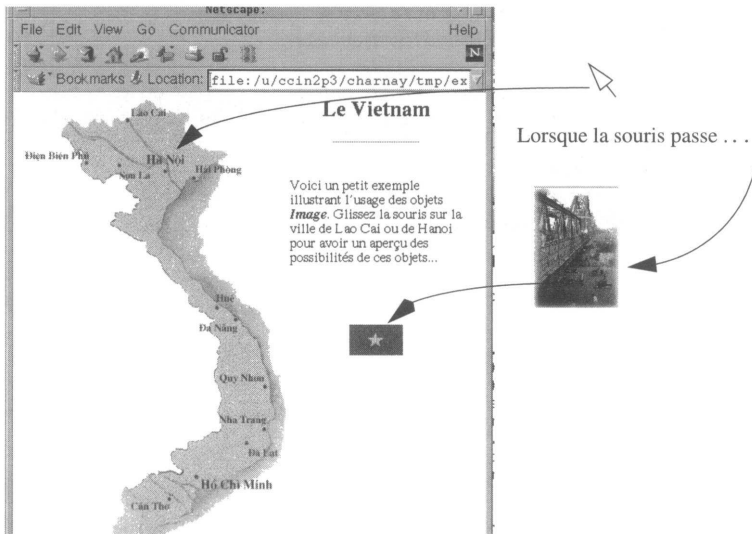 Netscape:
File Edit View Go Communicator Help
N
Bookmarks Location: file:/u/ccin2p3/charnay/tmp/ex
Le Vietnam
Lorsque la souris passe . . .
Lào Cai
Điện Biên Phủ
Hà Nội
Sơn La
Hải Phòng
Voici un petit exemple
illustrant l'usage des objets
Image. Glissez la souris sur la
ville de Lao Cai ou de Hanoi
pour avoir un aperçu des
possibilités de ces objets...
Huế
Đa Nẵng
Quy Nhon
Nha Trang
Đà Lạt
Hồ Chí Minh
Cần Thơ